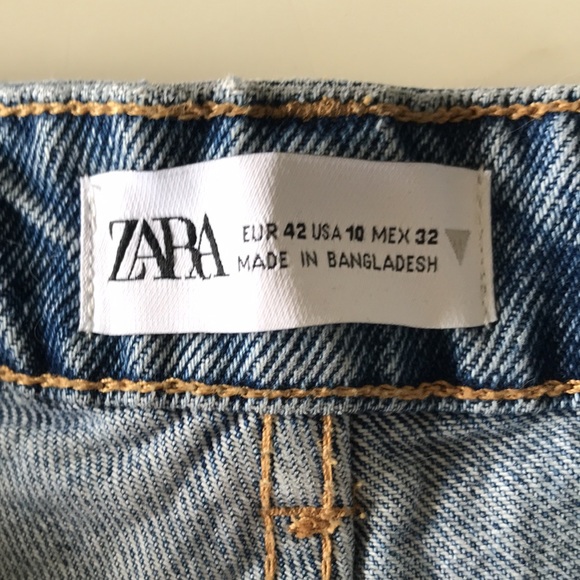 ZARA
EUR 42 USA 10 MEX 32
MADE IN BANGLADESH